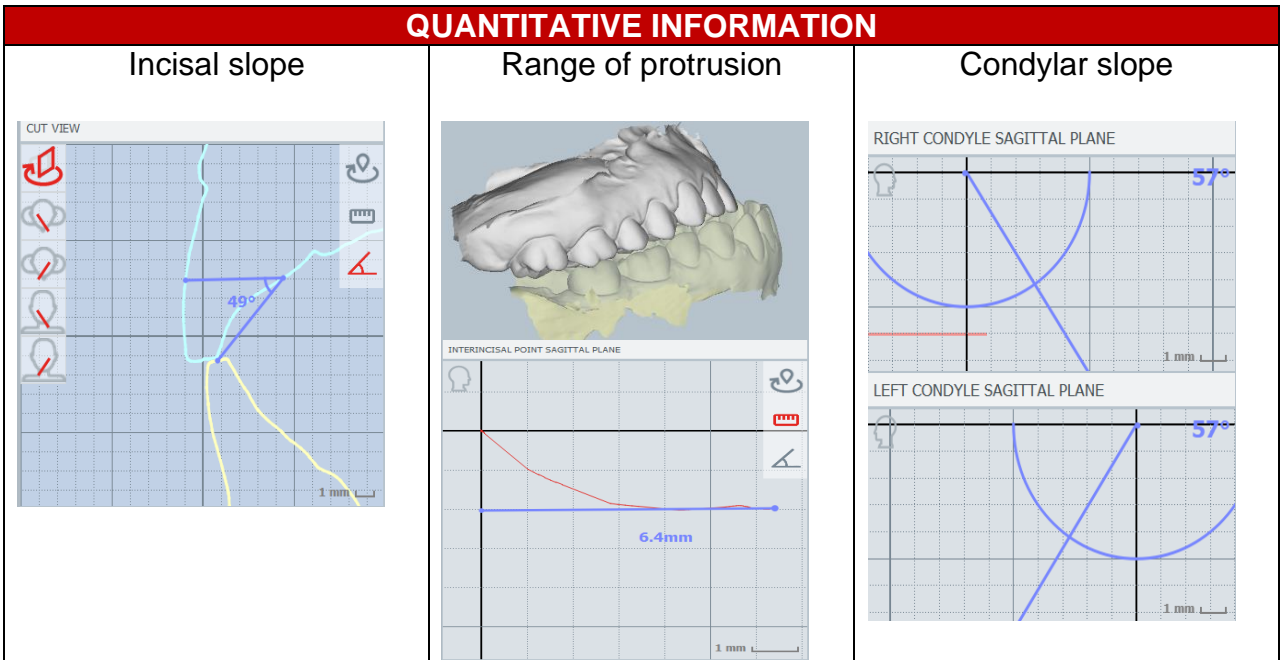 QUANTITATIVE INFORMATION
Incisal slope
CUT VIEW
49°
1 mm
Range of protrusion
INTERINCISAL POINT SAGITTAL PLANE
6.4mm
1 mm
Condylar slope
RIGHT CONDYLE SAGITTAL PLANE
57°
1 mm
LEFT CONDYLE SAGITTAL PLANE
57°
1 mm